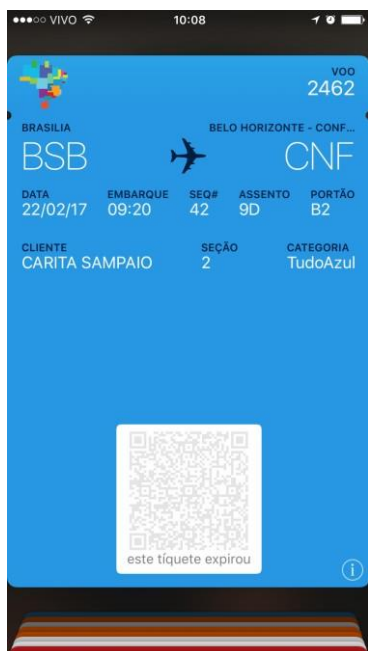 VIVO 10:08
VOO
2462
BRASILIA BELO HORIZONTE - CONF...
BSB CNF
DATA EMBARQUE SEQ# ASSENTO PORTÃO
22/02/17 09:20 42 9D B2
CLIENTE SEÇÃO CATEGORIA
CARITA SAMPAIO 2 TudoAzul
este tíquete expirou
i